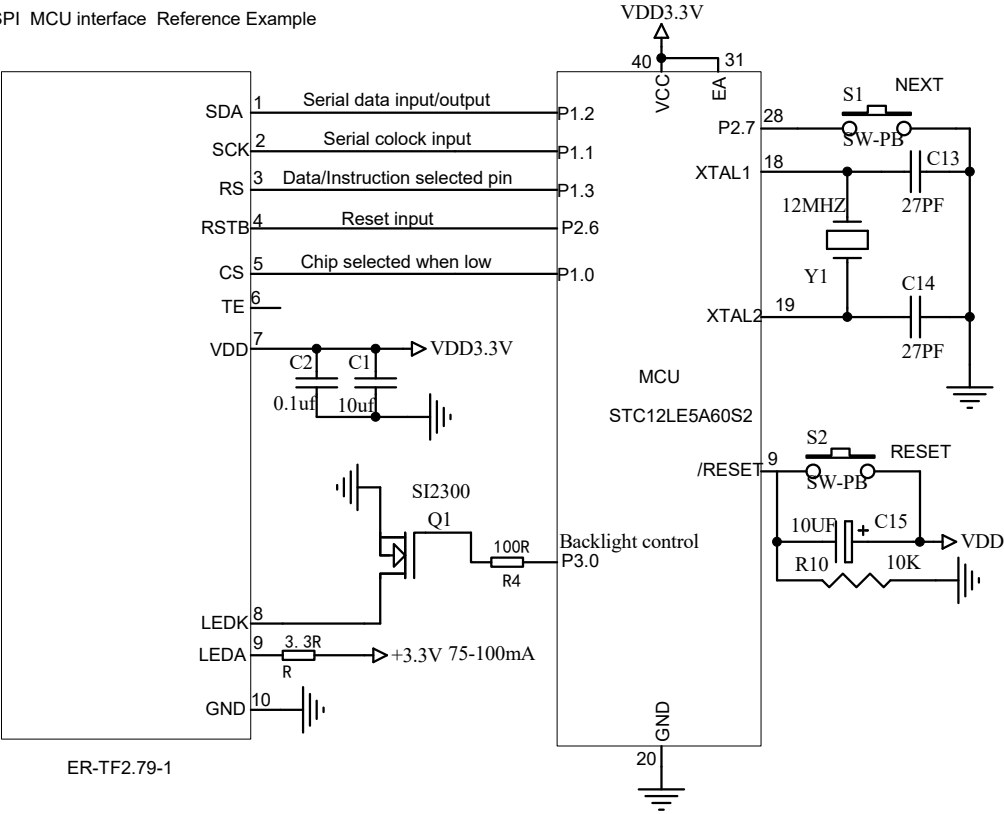 SPI MCU interface Reference Example
VDD3.3V
40
31
VCC
EA
SDA 1 Serial data input/output P1.2
SCK 2 Serial colock input P1.1
RS 3 Data/Instruction selected pin P1.3
RSTB 4 Reset input P2.6
CS 5 Chip selected when low P1.0
TE 6
VDD 7 VDD3.3V
C2 C1
0.1uf 10uf
SI2300
Q1
100R
R4
Backlight control
P3.0
LEDK 8
LEDA 9 3.3R +3.3V 75-100mA
R
GND 10
ER-TF2.79-1
MCU
STC12LE5A60S2
S1 NEXT
P2.7 28
SW-PB
XTAL1 18
C13
12MHZ 27PF
Y1
C14
XTAL2 19
27PF
S2 RESET
/RESET 9
SW-PB
10UF + C15
VDD
R10 10K
GND
20